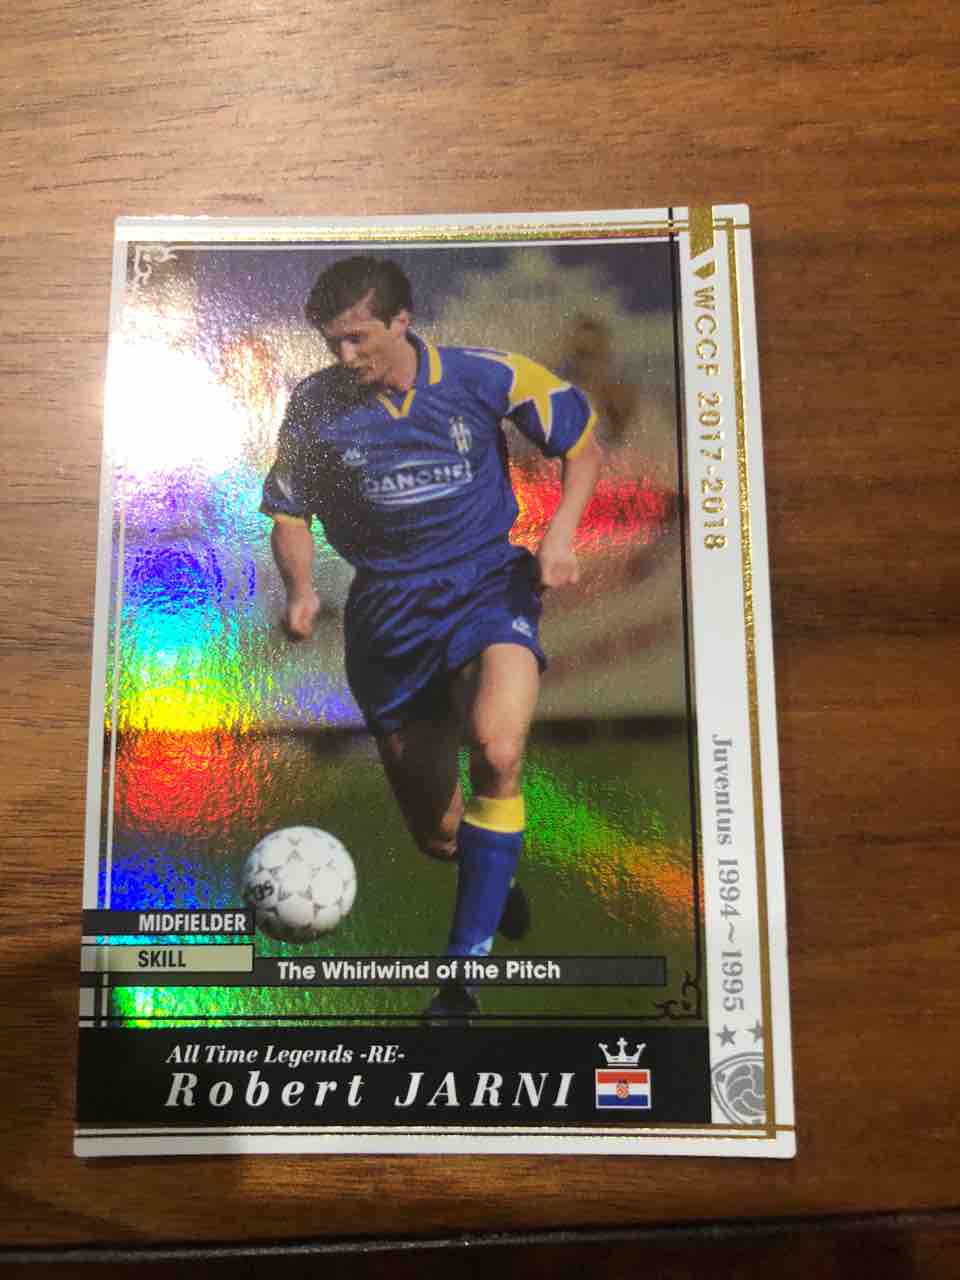 WCCF 2017-2018
DANONE
Juventus 1994~1995
MIDFIELDER
SKILL
The Whirlwind of the Pitch
All Time Legends -RE-
Robert JARNI